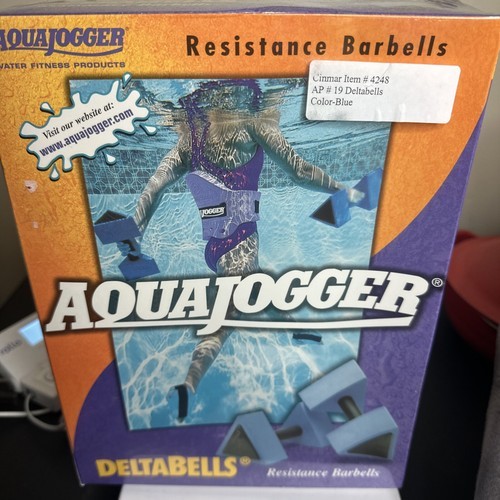 AQUAJOGGER®
WATER FITNESS PRODUCTS
Resistance Barbells
Cinmar Item # 4248
AP # 19 Deltabells
Color-Blue
Visit our website at:
www.aquajogger.com
JOGGER
AQUAJOGGER®
DELTABELLS®
Resistance Barbells